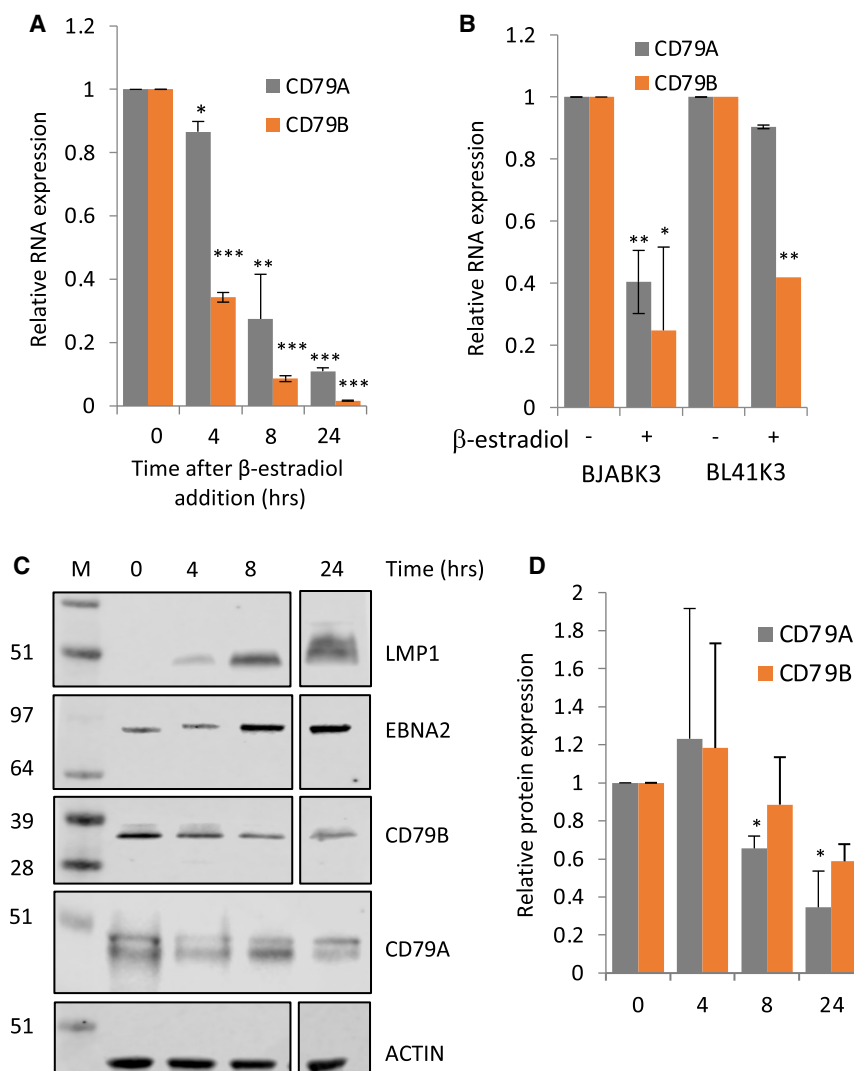 A
1.2
1
0.8
0.6
0.4
0.2
0
Relative RNA expression
CD79A
CD79B
*
***
**
***
***
***
0 4 8 24
Time after β-estradiol
addition (hrs)
B
1.2
1
0.8
0.6
0.4
0.2
0
Relative RNA expression
CD79A
CD79B
**
*
**
β-estradiol - + - +
BJABK3 BL41K3
C
M 0 4 8 24 Time (hrs)
51
LMP1
97
64
EBNA2
39
28
CD79B
51
CD79A
51
ACTIN
D
2
1.8
1.6
1.4
1.2
1
0.8
0.6
0.4
0.2
0
Relative protein expression
CD79A
CD79B
*
*
0 4 8 24